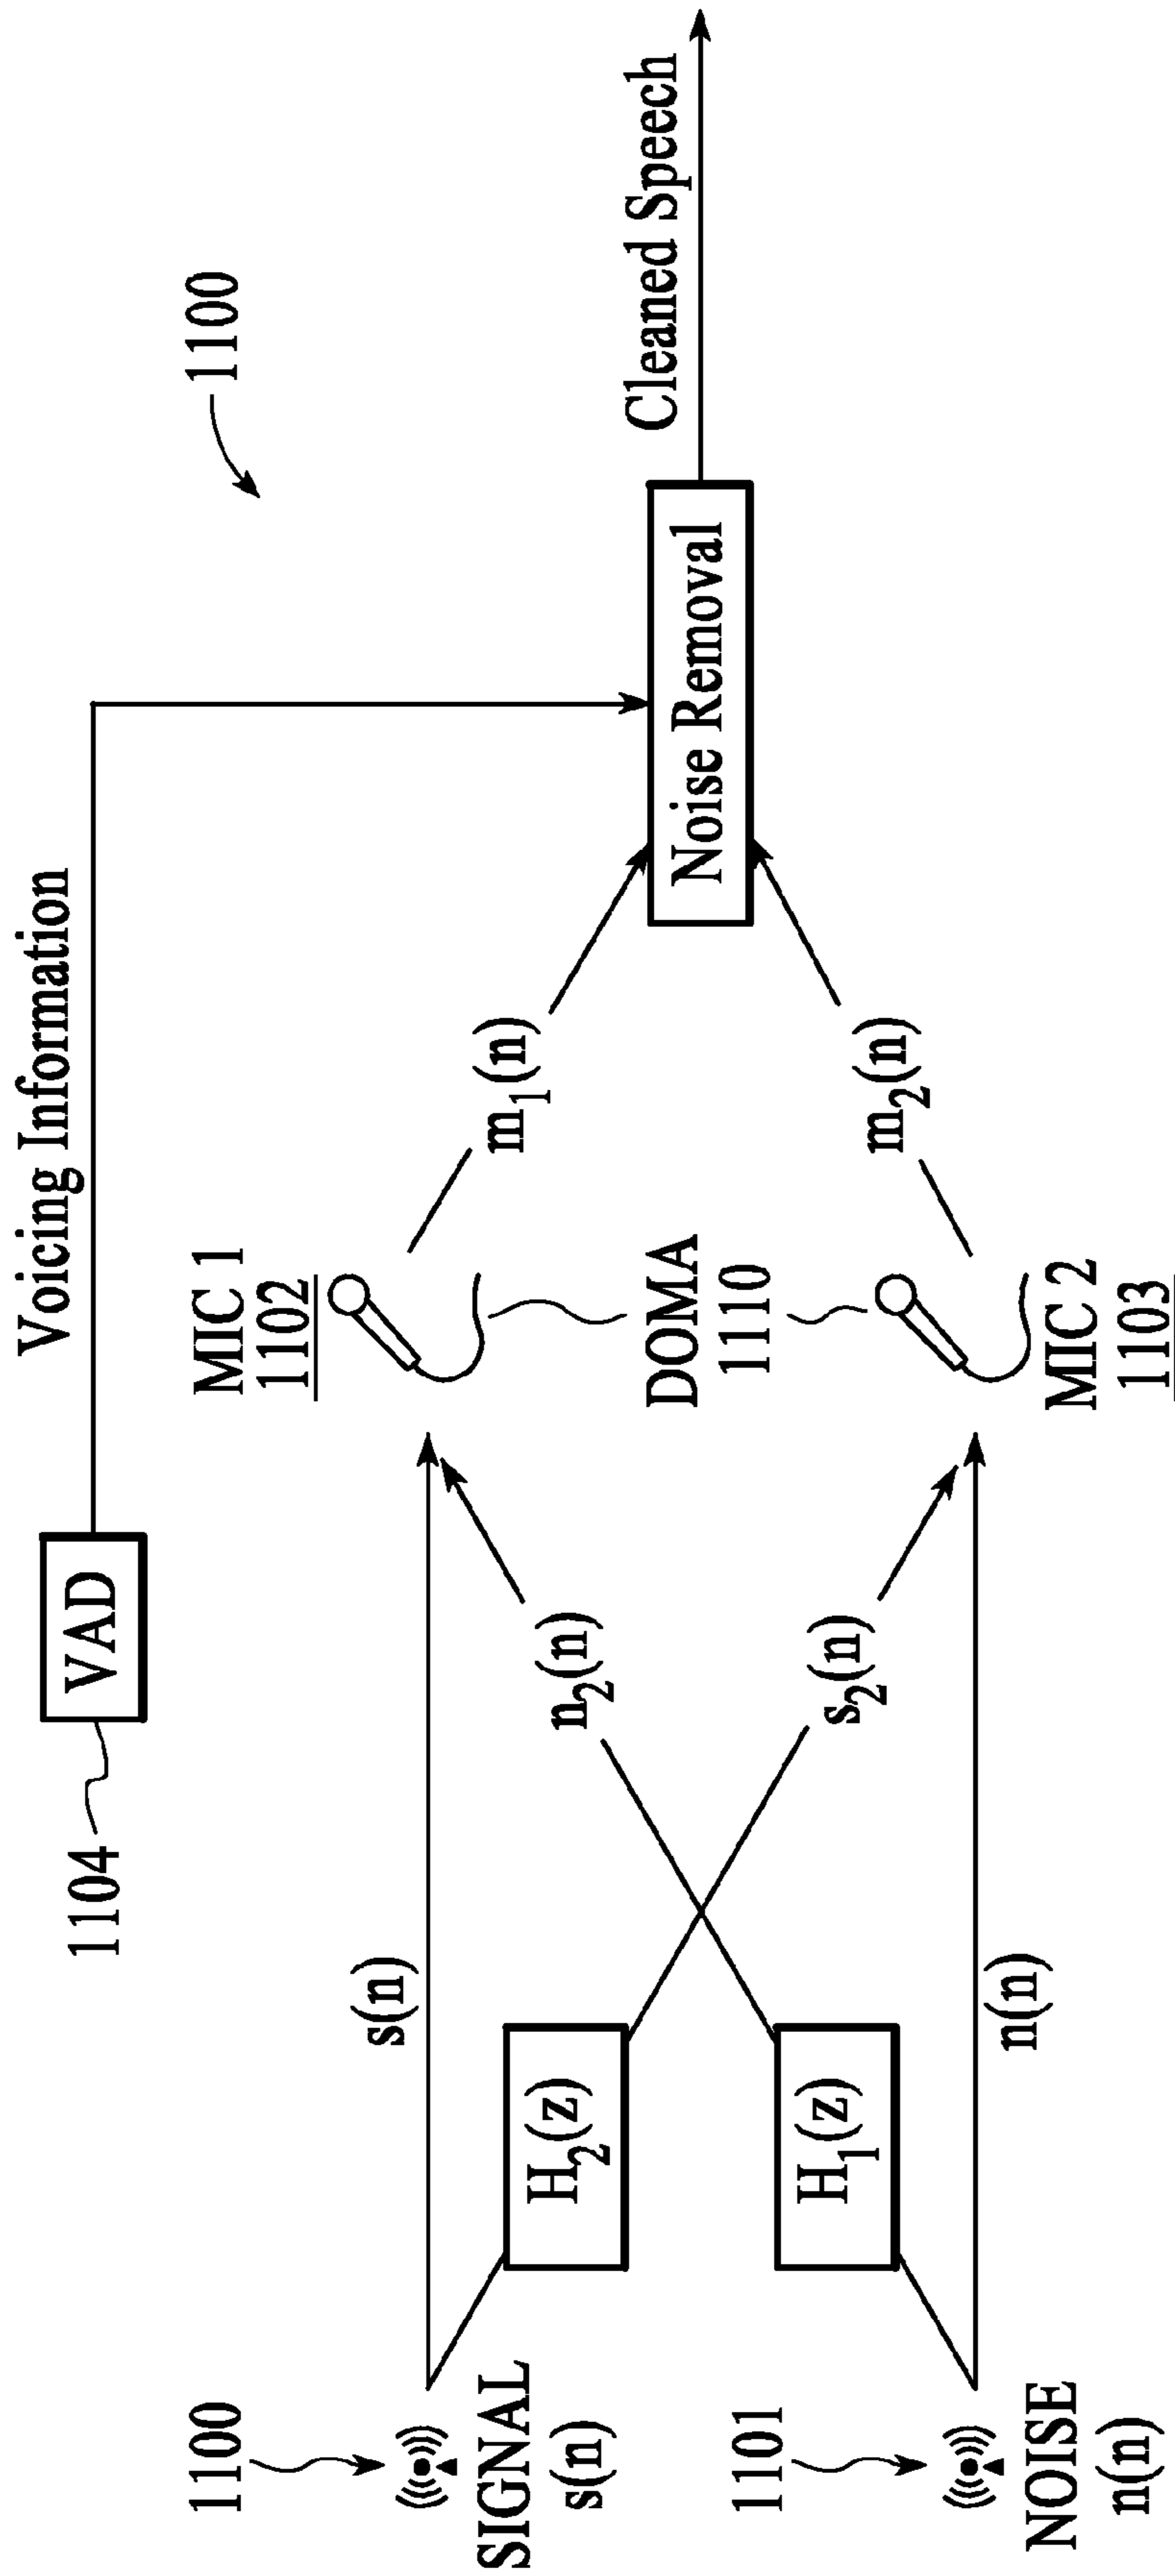 Voicing Information
VAD
1104
1100
MIC 1
1102
s(n)
1100
SIGNAL
s(n)
H₂(z)
n₂(n)
m₁(n)
Cleaned Speech
Noise Removal
DOMA
1110
1101
NOISE
n(n)
H₁(z)
s₂(n)
m₂(n)
n(n)
MIC 2
1103